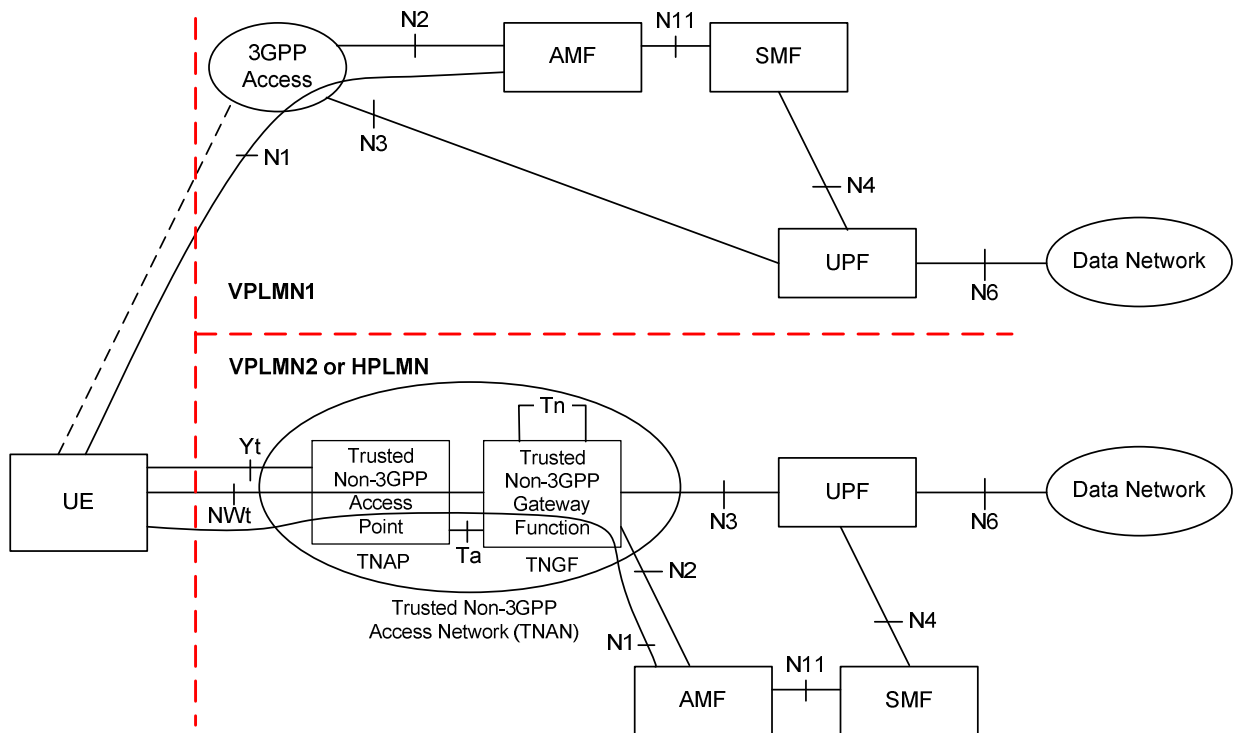 N2
N11
3GPP
Access
AMF
SMF
N3
N1
N4
UPF
Data Network
N6
VPLMN1
VPLMN2 or HPLMN
Tn
Yt
Trusted
Non-3GPP
Access
Point
Trusted
Non-3GPP
Gateway
Function
UE
UPF
Data Network
NWt
N3
N6
Ta
TNAP
TNGF
N2
Trusted Non-3GPP
Access Network (TNAN)
N4
N1
N11
AMF
SMF